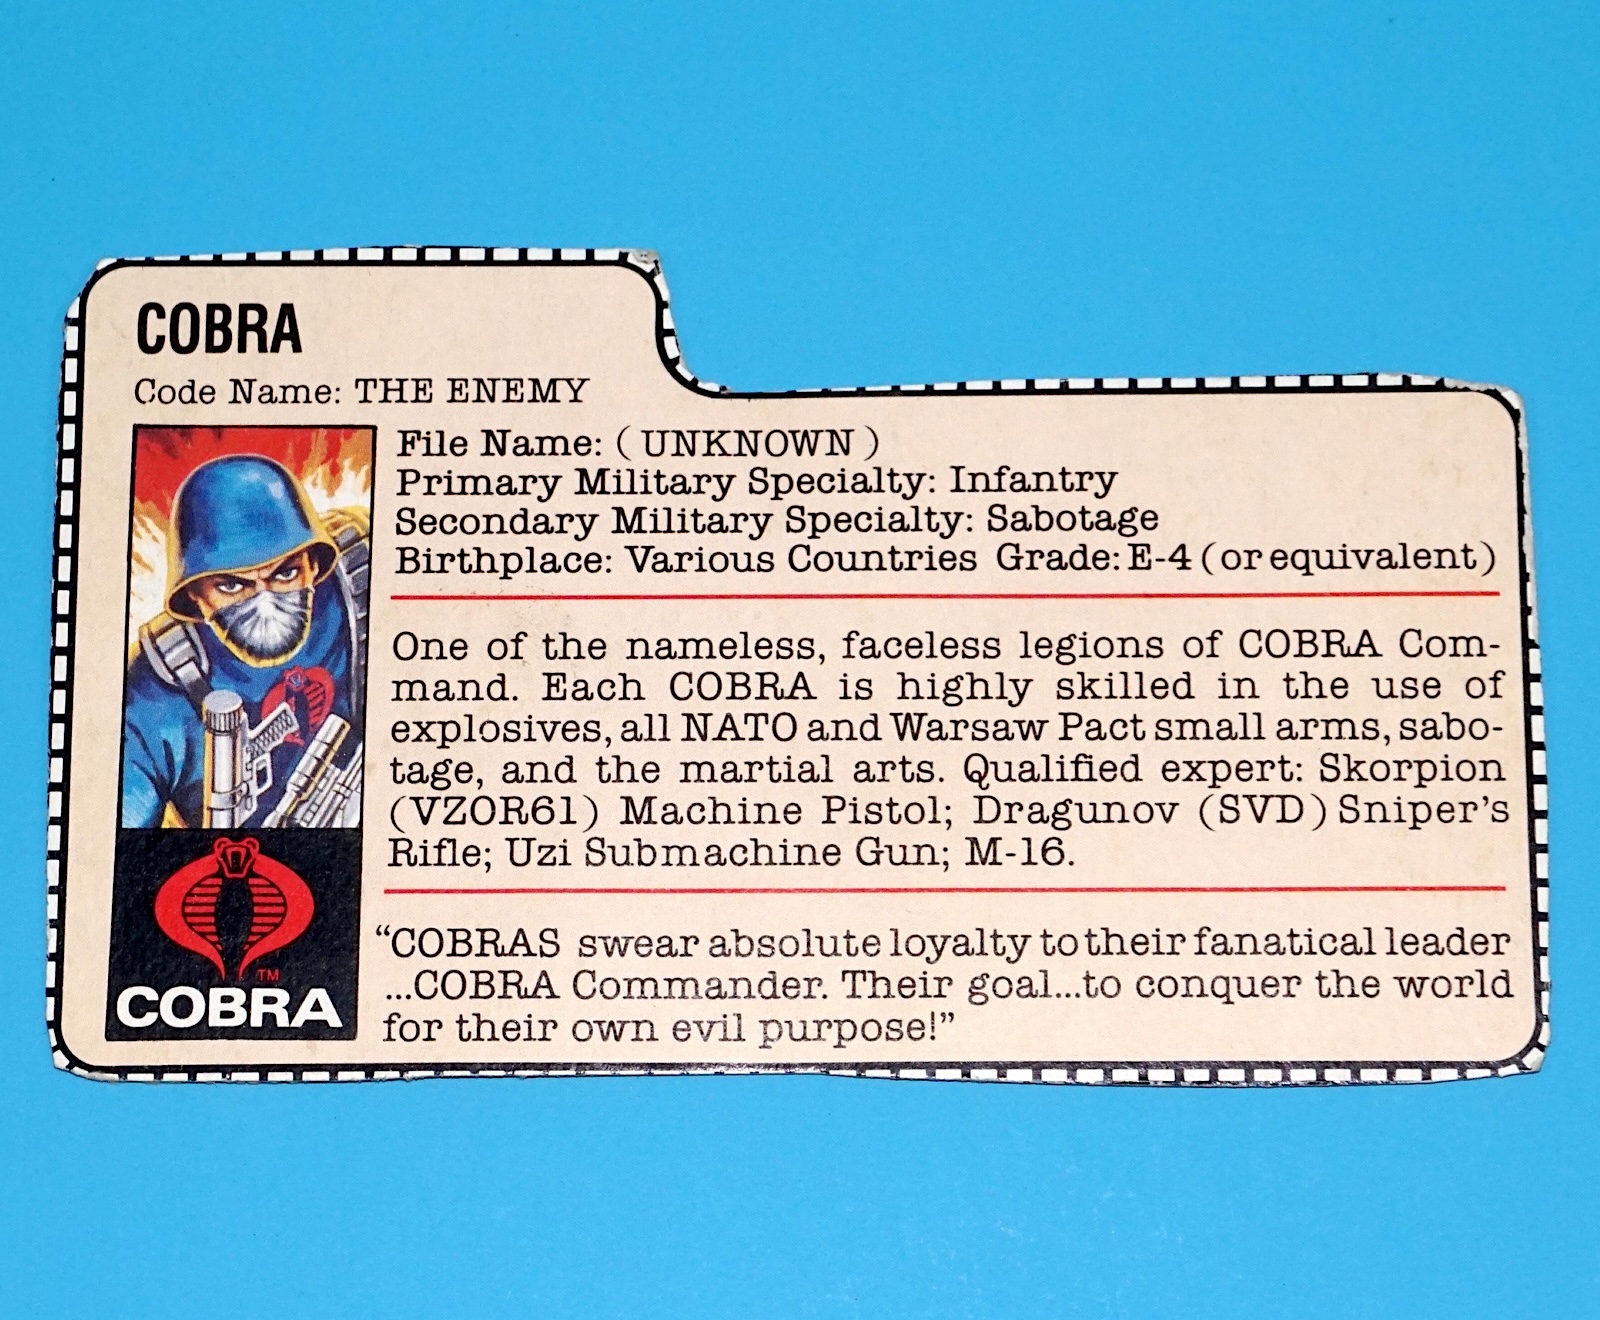 COBRA
Code Name: THE ENEMY
File Name: (UNKNOWN)
Primary Military Specialty: Infantry
Secondary Military Specialty: Sabotage
Birthplace: Various Countries Grade: E-4 (or equivalent)
One of the nameless, faceless legions of COBRA Com-
mand. Each COBRA is highly skilled in the use of
explosives, all NATO and Warsaw Pact small arms, sabo-
tage, and the martial arts. Qualified expert: Skorpion
(VZOR61) Machine Pistol; Dragunov (SVD) Sniper's
Rifle; Uzi Submachine Gun; M-16.
“COBRAS swear absolute loyalty to their fanatical leader
...COBRA Commander. Their goal...to conquer the world
for their own evil purpose!”
TM
COBRA